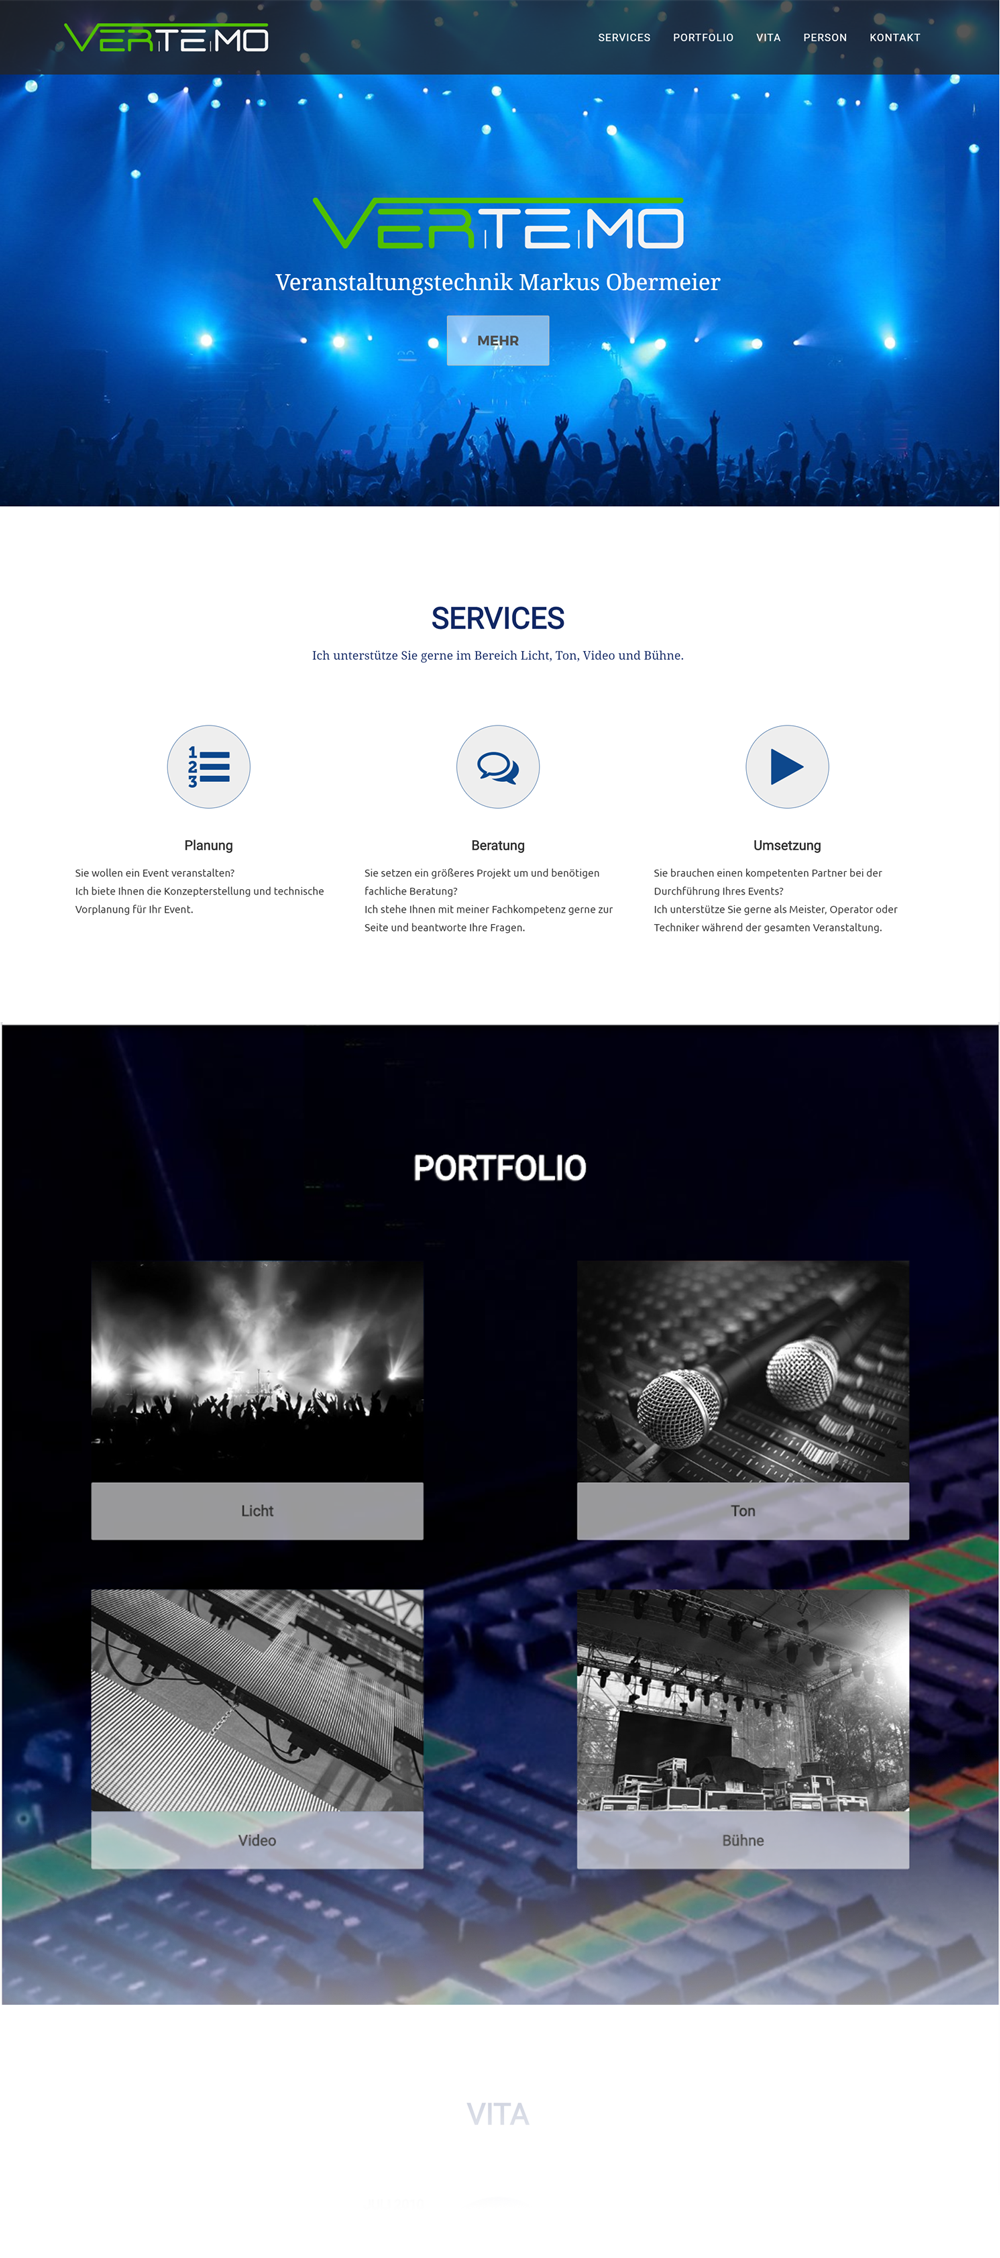 VERTEMO
SERVICES PORTFOLIO VITA PERSON KONTAKT
VERTEMO
Veranstaltungstechnik Markus Obermeier
MEHR
SERVICES
Ich unterstütze Sie gerne im Bereich Licht, Ton, Video und Bühne.
1
2
3
Planung
Sie wollen ein Event veranstalten?
Ich biete Ihnen die Konzepterstellung und technische
Vorplanung für Ihr Event.
Beratung
Sie setzen ein größeres Projekt um und benötigen
fachliche Beratung?
Ich stehe Ihnen mit meiner Fachkompetenz gerne zur
Seite und beantworte Ihre Fragen.
Umsetzung
Sie brauchen einen kompetenten Partner bei der
Durchführung Ihres Events?
Ich unterstütze Sie gerne als Meister, Operator oder
Techniker während der gesamten Veranstaltung.
PORTFOLIO
Licht
Ton
Video
Bühne
VITA